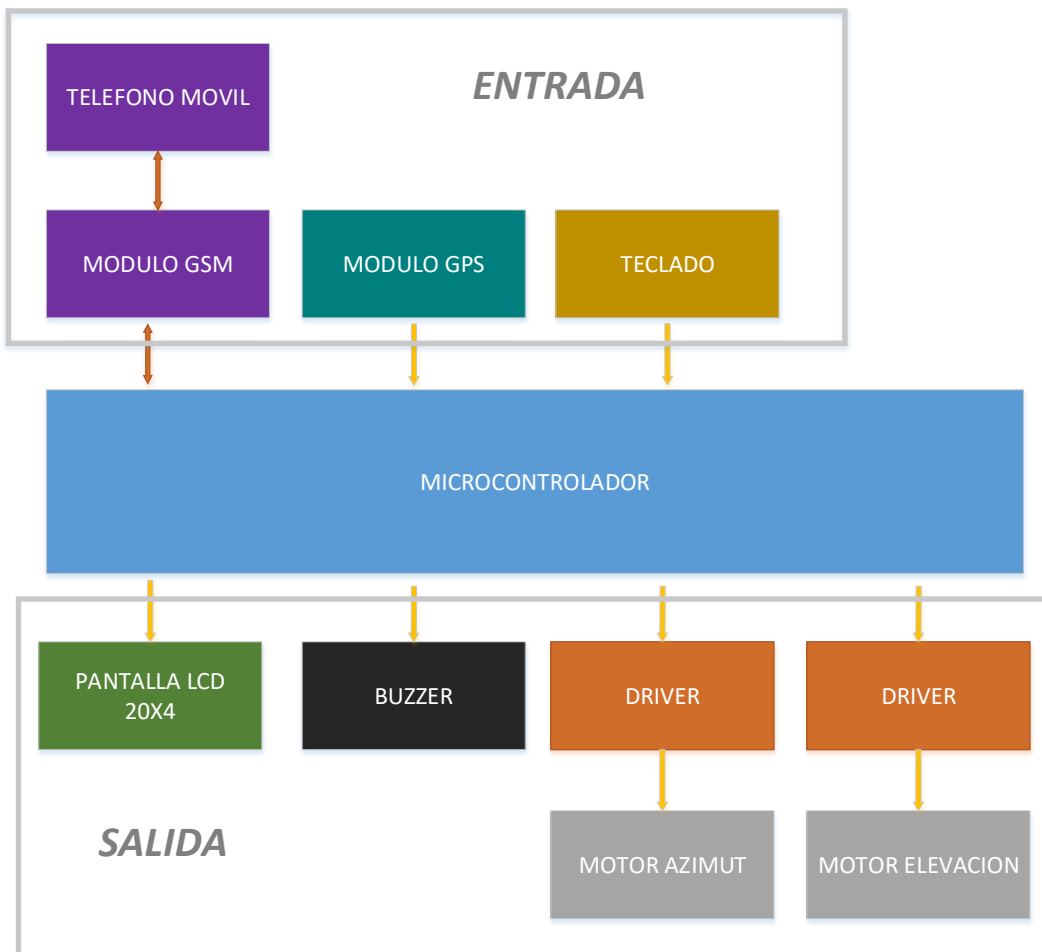 TELEFONO MOVIL
ENTRADA
MODULO GSM
MODULO GPS
TECLADO
MICROCONTROLADOR
PANTALLA LCD
20X4
BUZZER
DRIVER
DRIVER
SALIDA
MOTOR AZIMUT
MOTOR ELEVACION